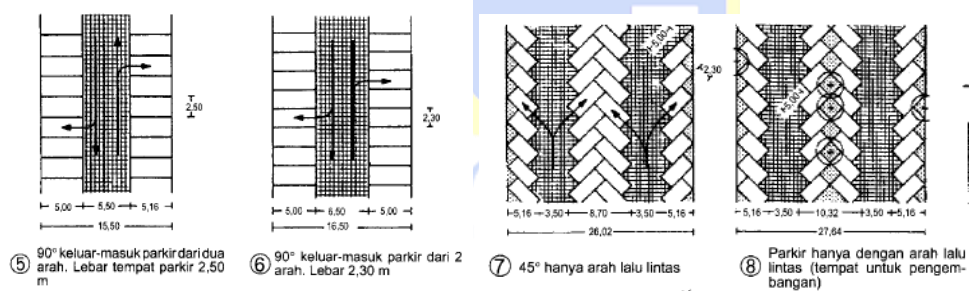 2,50
5,00 5,50 5,16
15,50
5 90° keluar-masuk parkir dari dua
arah. Lebar tempat parkir 2,50
m
2,30
5,00 6,50 5,00
16,50
6 90° keluar-masuk parkir dari 2
arah. Lebar 2,30 m
5,00
2,30
5,16 3,50 8,70 3,50 5,16
26,02
7 45° hanya arah lalu lintas
5,00
5,16 3,50 10,32 3,50 5,16
27,64
8 Parkir hanya dengan arah lalu
lintas (tempat untuk pengem-
bangan)